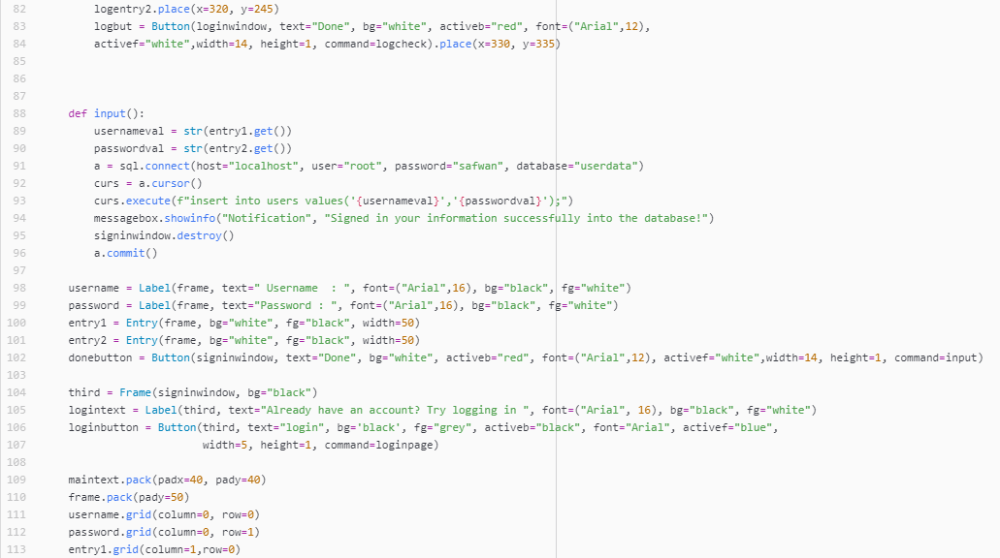 82 logentry2.place(x=320, y=245)
83 logbut = Button(loginwindow, text="Done", bg="white", activeb="red", font=("Arial",12),
84 activef="white",width=14, height=1, command=logcheck).place(x=330, y=335)
85
86
87
88 def input():
89 usernameval = str(entry1.get())
90 passwordval = str(entry2.get())
91 a = sql.connect(host="localhost", user="root", password="safwan", database="userdata")
92 curs = a.cursor()
93 curs.execute(f"insert into users values('{usernameval}','{passwordval}');")
94 messagebox.showinfo("Notification", "Signed in your information successfully into the database!")
95 signinwindow.destroy()
96 a.commit()
97
98 username = Label(frame, text=" Username  : ", font=("Arial",16), bg="black", fg="white")
99 password = Label(frame, text="Password : ", font=("Arial",16), bg="black", fg="white")
100 entry1 = Entry(frame, bg="white", fg="black", width=50)
101 entry2 = Entry(frame, bg="white", fg="black", width=50)
102 donebutton = Button(signinwindow, text="Done", bg="white", activeb="red", font=("Arial",12), activef="white",width=14, height=1, command=input)
103
104 third = Frame(signinwindow, bg="black")
105 logintext = Label(third, text="Already have an account? Try logging in ", font=("Arial", 16), bg="black", fg="white")
106 loginbutton = Button(third, text="login", bg='black', fg="grey", activeb="black", font="Arial", activef="blue",
107 width=5, height=1, command=loginpage)
108
109 maintext.pack(padx=40, pady=40)
110 frame.pack(pady=50)
111 username.grid(column=0, row=0)
112 password.grid(column=0, row=1)
113 entry1.grid(column=1,row=0)